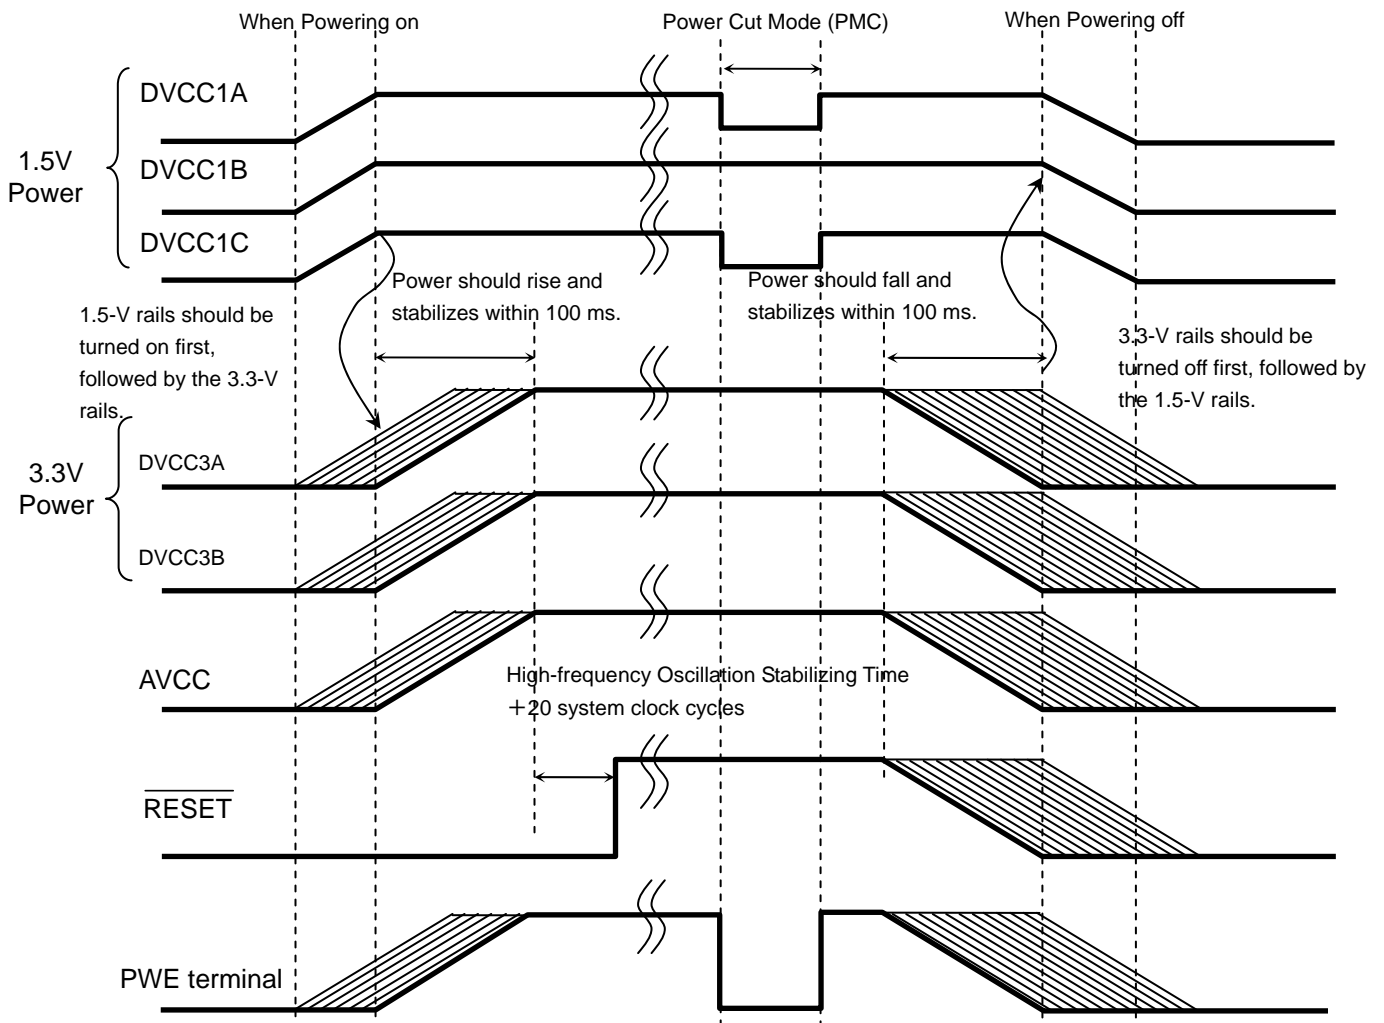 When Powering on
Power Cut Mode (PMC)
When Powering off
DVCC1A
1.5V
Power
DVCC1B
DVCC1C
Power should rise and
stabilizes within 100 ms.
Power should fall and
stabilizes within 100 ms.
1.5-V rails should be
turned on first,
followed by the 3.3-V
rails.
3.3-V rails should be
turned off first, followed by
the 1.5-V rails.
3.3V
Power
DVCC3A
DVCC3B
AVCC
High-frequency Oscillation Stabilizing Time
+20 system clock cycles
RESET
PWE terminal